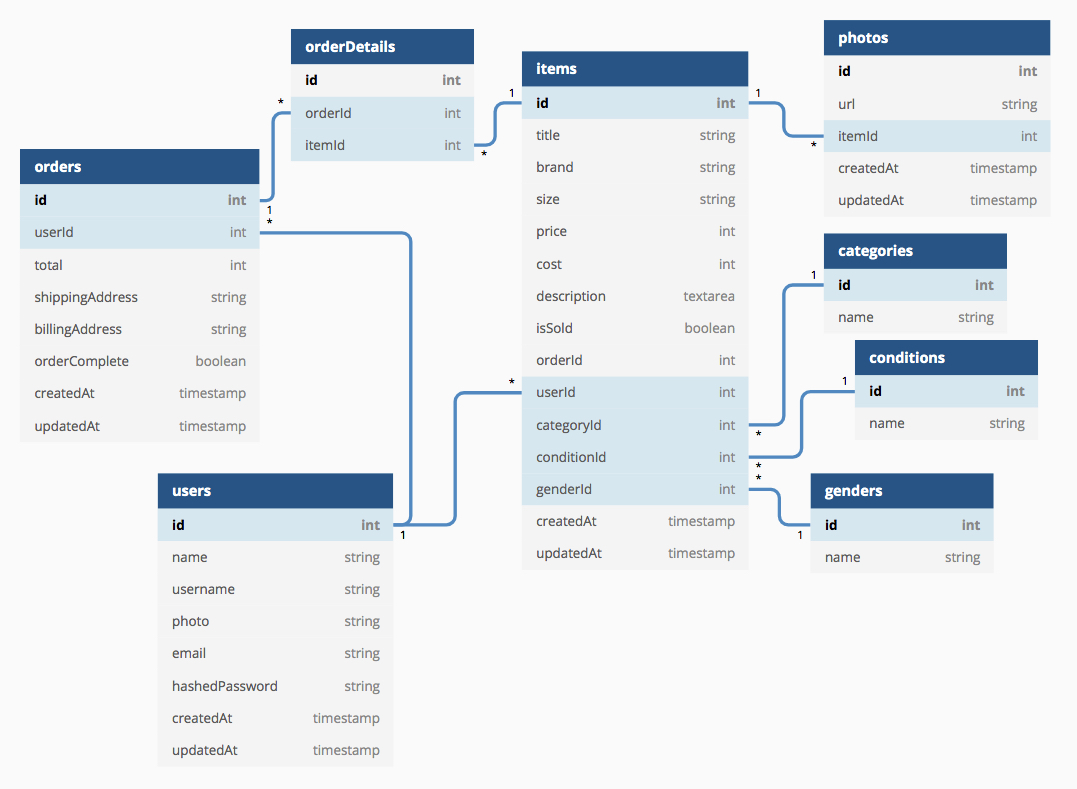 orderDetails
id int
orderId int
itemId int
items
id int
title string
brand string
size string
price int
cost int
description textarea
isSold boolean
orderId int
userId int
categoryId int
conditionId int
genderId int
createdAt timestamp
updatedAt timestamp
photos
id int
url string
itemId int
createdAt timestamp
updatedAt timestamp
orders
id int
userId int
total int
shippingAddress string
billingAddress string
orderComplete boolean
createdAt timestamp
updatedAt timestamp
categories
id int
name string
conditions
id int
name string
users
id int
name string
username string
photo string
email string
hashedPassword string
createdAt timestamp
updatedAt timestamp
genders
id int
name string
*
1
*
1
*
1
*
1
*
1
*
1
*
1
*
*
1